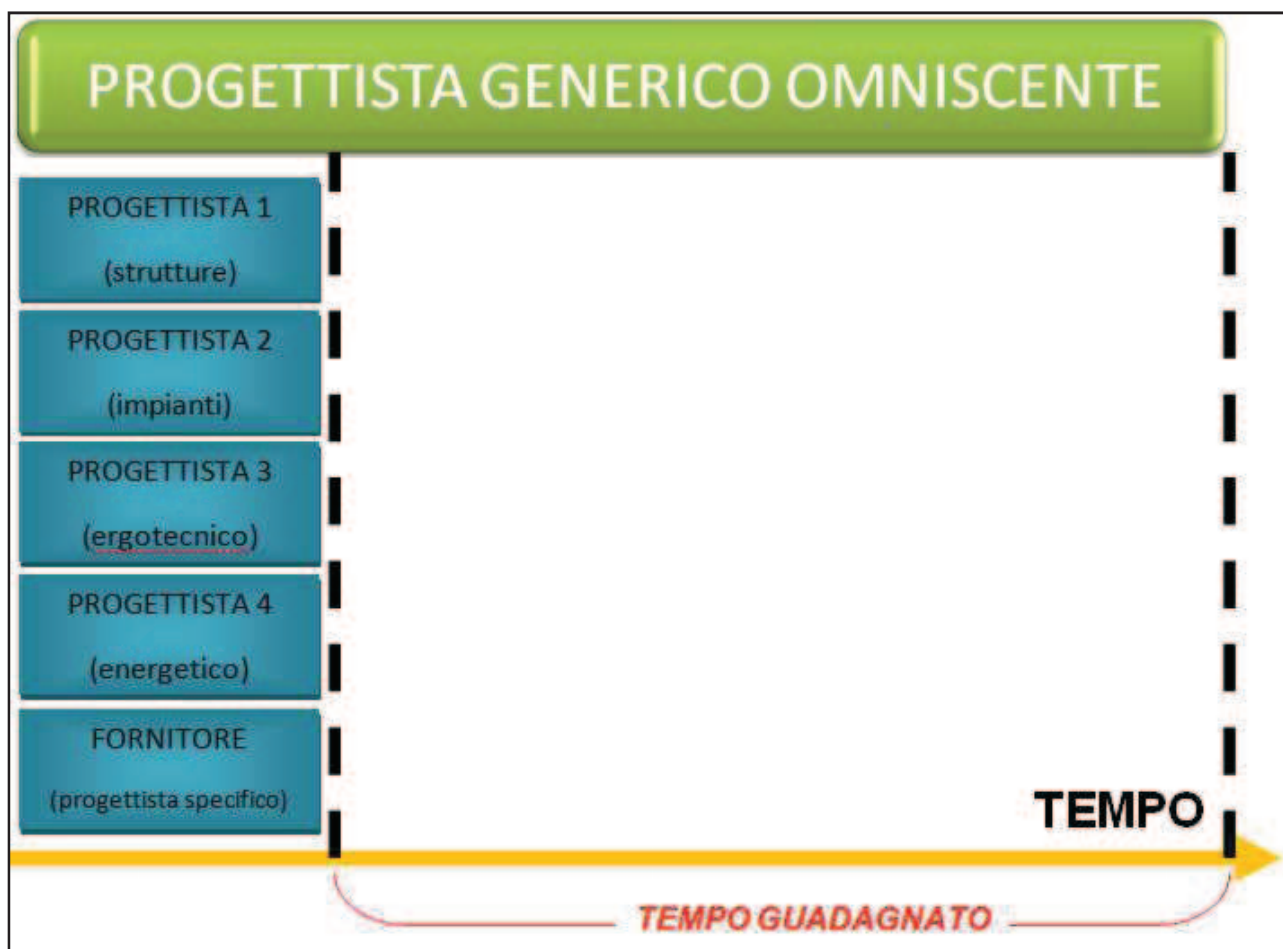 PROGETTISTA GENERICO OMNISCENTE
PROGETTISTA 1
(strutture)
PROGETTISTA 2
(impianti)
PROGETTISTA 3
(ergotecnico)
PROGETTISTA 4
(energetico)
FORNITORE
(progettista specifico)
TEMPO
TEMPO GUADAGNATO